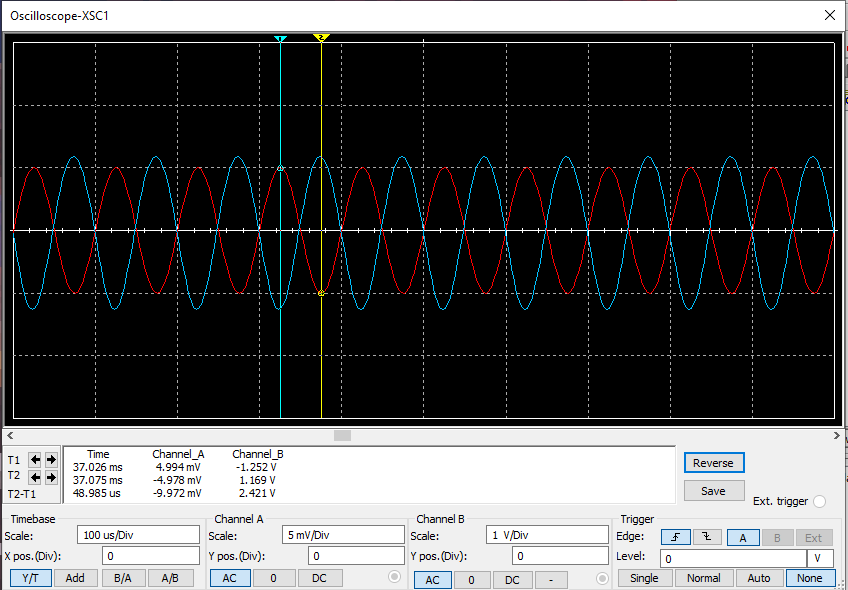 Oscilloscope-XSC1
1 2
Time Channel_A Channel_B
T1 37.026 ms 4.994 mV -1.252 V
T2 37.075 ms -4.978 mV 1.169 V
T2-T1 48.985 us -9.972 mV 2.421 V
Reverse
Save
Ext. trigger
Timebase Channel A Channel B Trigger
Scale: 100 us/Div Scale: 5 mV/Div Scale: 1 V/Div Edge: A B Ext
X pos.(Div): 0 Y pos.(Div): 0 Y pos.(Div): 0 Level: 0 V
Y/T Add B/A A/B AC 0 DC AC 0 DC - Single Normal Auto None